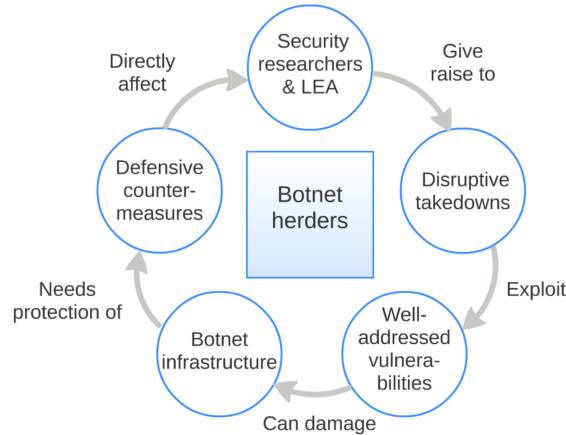 Security
researchers
& LEA
Give
raise to
Disruptive
takedowns
Exploit
Well-
addressed
vulnera-
bilities
Can damage
Botnet
infrastructure
Needs
protection of
Defensive
counter-
measures
Directly
affect
Botnet
herders